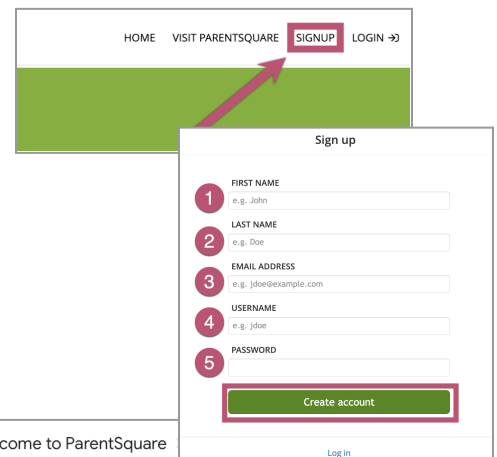 HOME VISIT PARENTSQUARE SIGNUP LOGIN
Sign up
FIRST NAME
1 e.g. John
LAST NAME
2 e.g. Doe
EMAIL ADDRESS
3 e.g. jdoe@example.com
USERNAME
4 e.g. jdoe
PASSWORD
5
Create account
come to ParentSquare
Log in